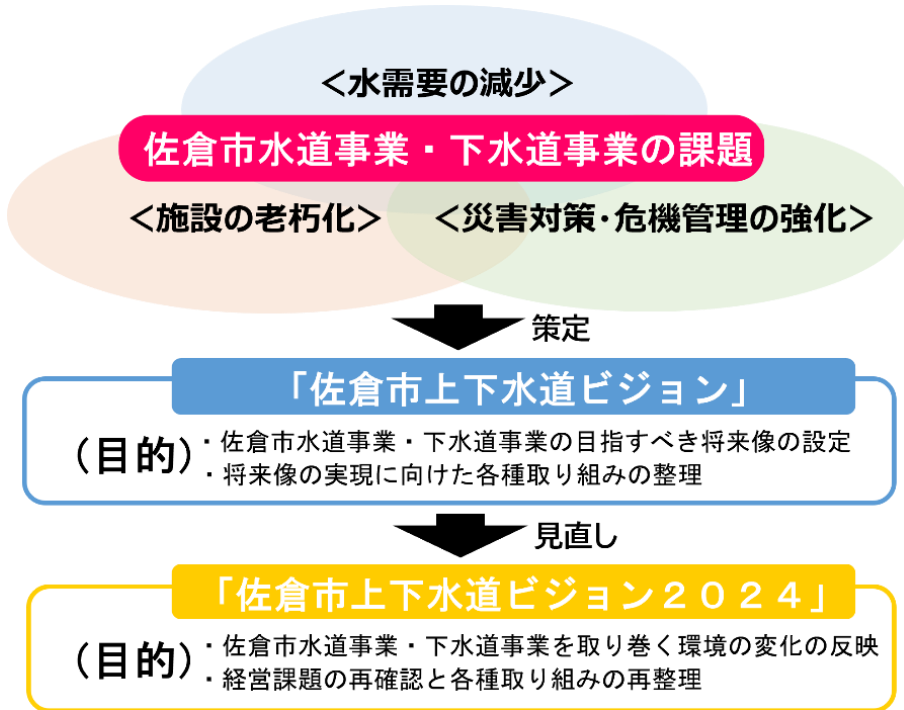 <水需要の減少>
佐倉市水道事業・下水道事業の課題
<施設の老朽化> <災害対策・危機管理の強化>
策定
「佐倉市上下水道ビジョン」
(目的)
・佐倉市水道事業・下水道事業の目指すべき将来像の設定
・将来像の実現に向けた各種取り組みの整理
見直し
「佐倉市上下水道ビジョン2024」
(目的)
・佐倉市水道事業・下水道事業を取り巻く環境の変化の反映
・経営課題の再確認と各種取り組みの再整理